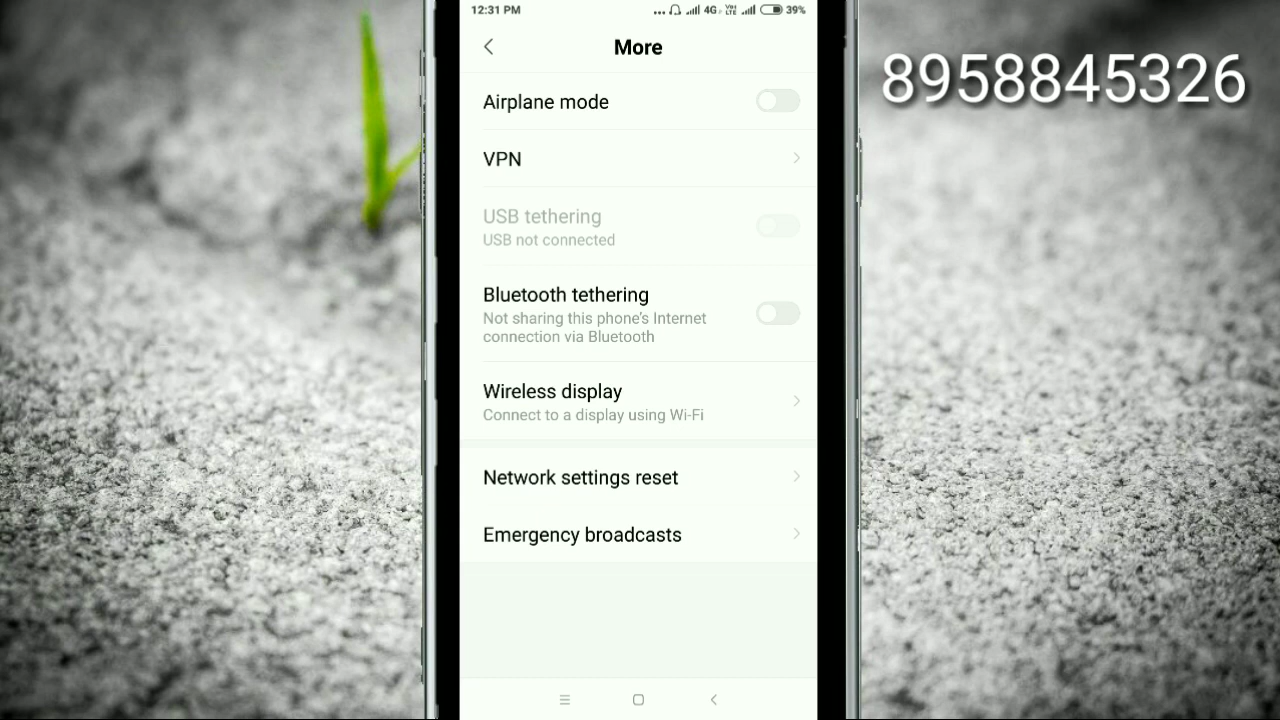 12:31 PM
4G
Vo)
LTE
39%
More
8958845326
Airplane mode
VPN
USB tethering
USB not connected
Bluetooth tethering
Not sharing this phone's Internet
connection via Bluetooth
Wireless display
Connect to a display using Wi-Fi
Network settings reset
Emergency broadcasts